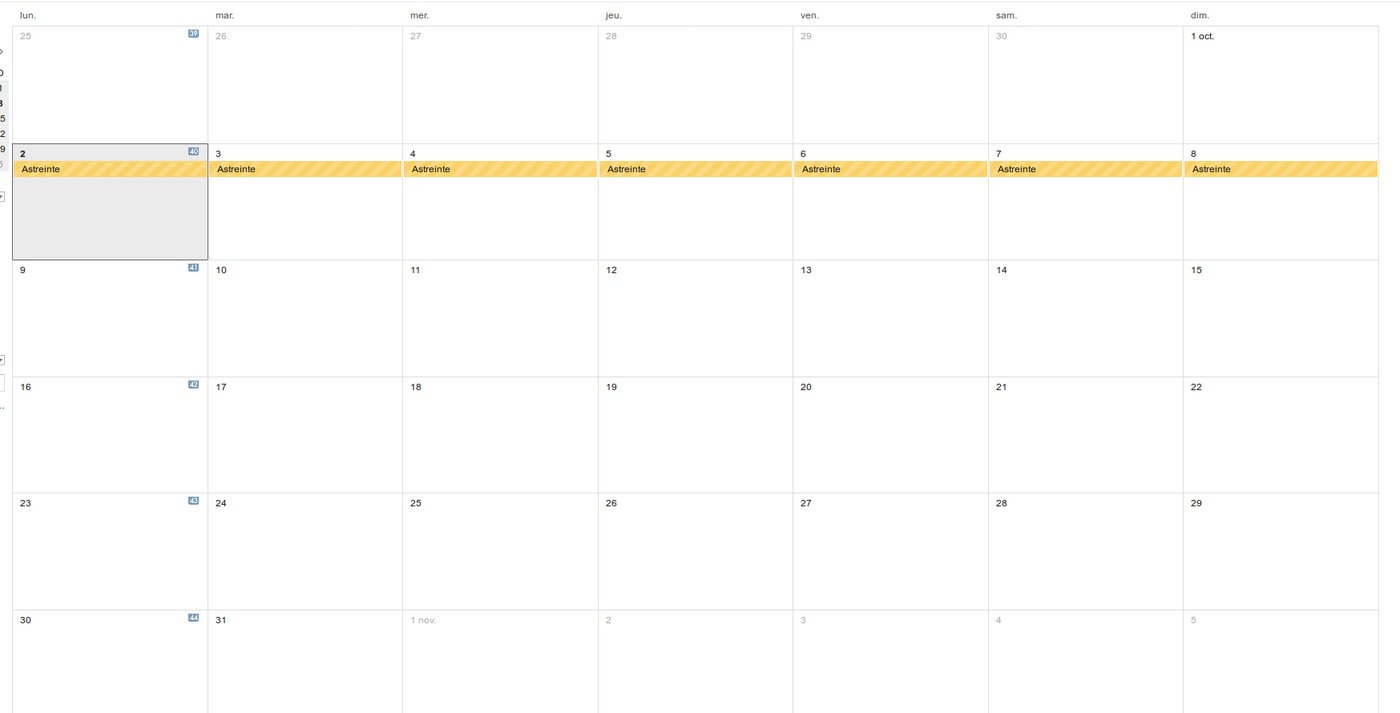 lun. mar. mer. jeu. ven. sam. dim.
25 39 26 27 28 29 30 1 oct.
2 40 3 4 5 6 7 8
Astreinte Astreinte Astreinte Astreinte Astreinte Astreinte Astreinte
9 41 10 11 12 13 14 15
16 42 17 18 19 20 21 22
23 43 24 25 26 27 28 29
30 44 31 1 nov. 2 3 4 5